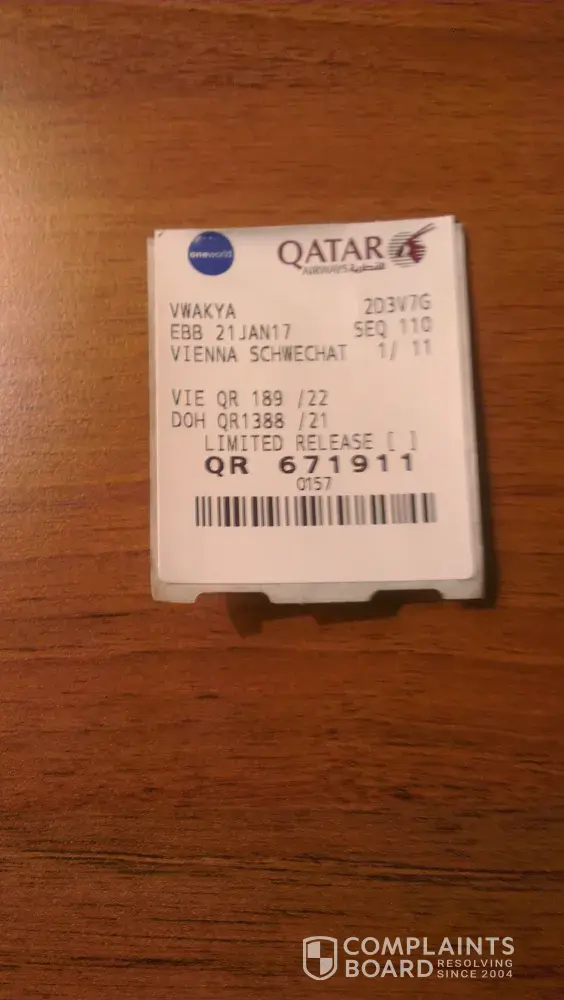 oneworld
QATAR
AIRWAYS القطرية
VWAKYA 2D3V7G
EBB 21JAN17 SEQ 110
VIENNA SCHWECHAT 1/ 11
VIE QR 189 /22
DOH QR1388 /21
LIMITED RELEASE [ ]
QR 671911
0157
COMPLAINTS
BOARD RESOLVING
SINCE 2004